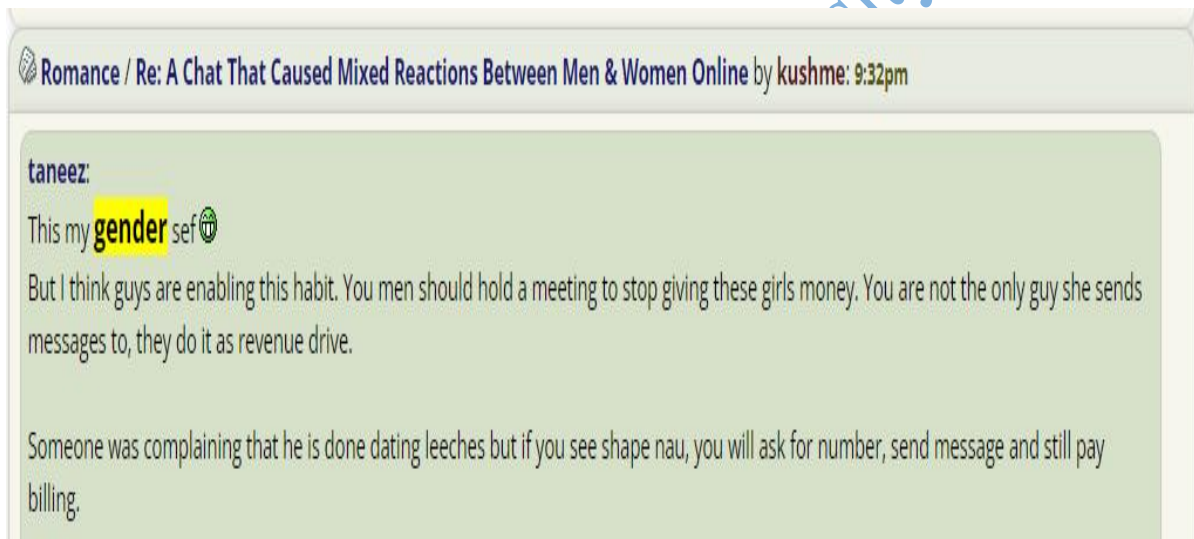 Romance / Re: A Chat That Caused Mixed Reactions Between Men & Women Online by kushme: 9:32pm
taneez:
This my gender sef
But I think guys are enabling this habit. You men should hold a meeting to stop giving these girls money. You are not the only guy she sends
messages to, they do it as revenue drive.
Someone was complaining that he is done dating leeches but if you see shape nau, you will ask for number, send message and still pay
billing.